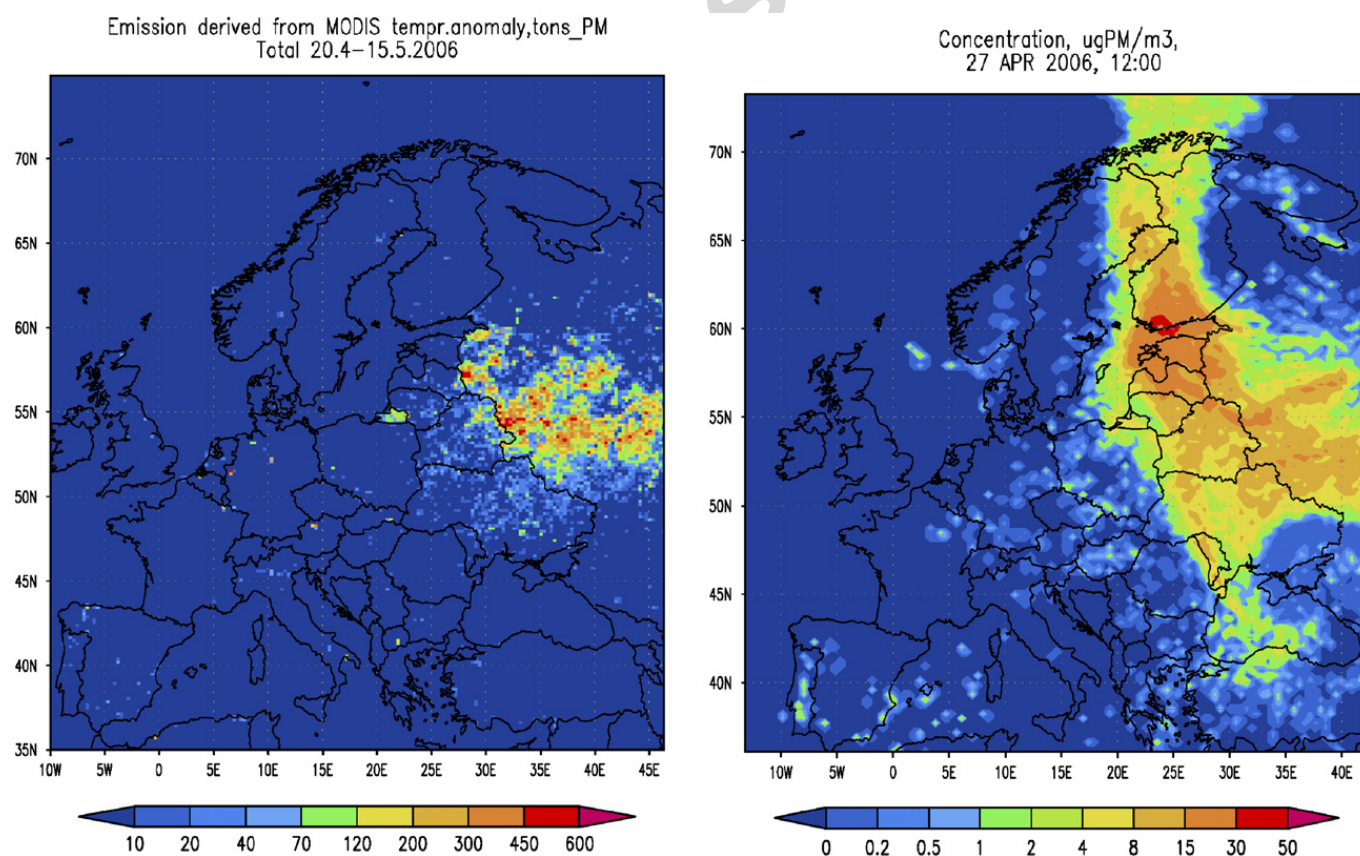 Emission derived from MODIS tempr.anomaly,tons_PM
Total 20.4–15.5.2006
70N
65N
60N
55N
50N
45N
40N
35N
10W 5W 0 5E 10E 15E 20E 25E 30E 35E 40E 45E
10 20 40 70 120 200 300 450 600
Concentration, ugPM/m3,
27 APR 2006, 12:00
70N
65N
60N
55N
50N
45N
40N
10W 5W 0 5E 10E 15E 20E 25E 30E 35E 40E
0 0.2 0.5 1 2 4 8 15 30 50